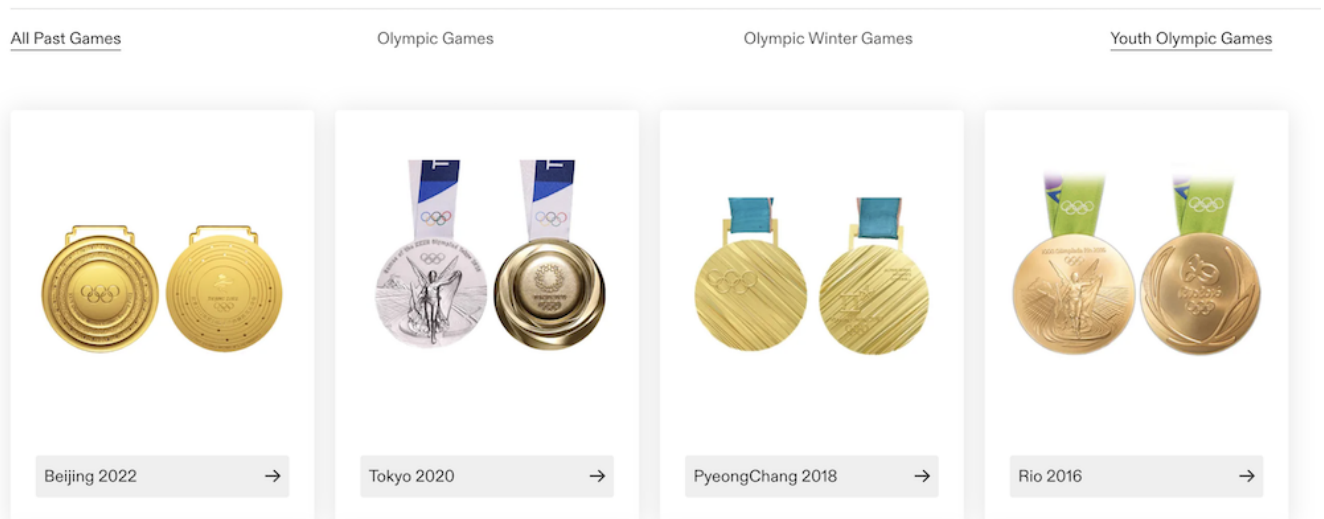 All Past Games
Olympic Games
Olympic Winter Games
Youth Olympic Games
Beijing 2022
Tokyo 2020
PyeongChang 2018
Rio 2016